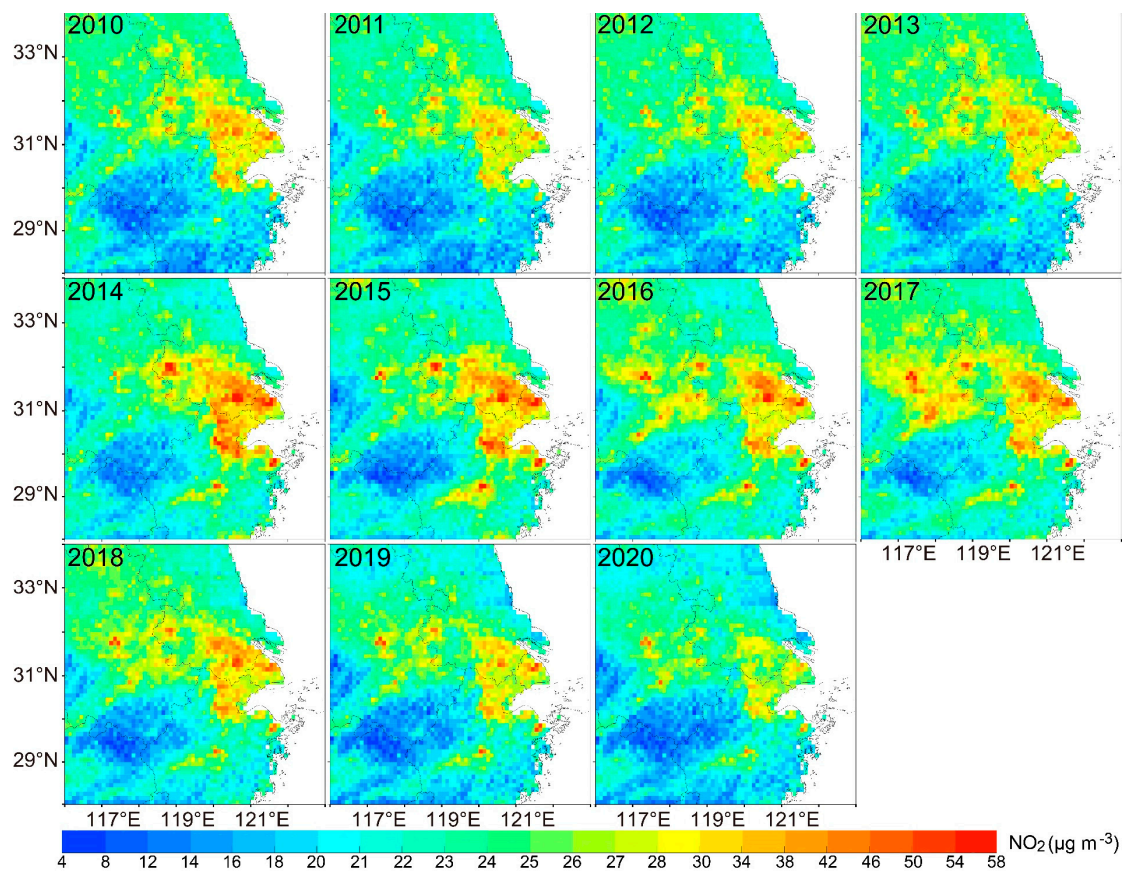 2010 2011 2012 2013
33°N
31°N
29°N
2014 2015 2016 2017
33°N
31°N
29°N
117°E 119°E 121°E
2018 2019 2020
33°N
31°N
29°N
117°E 119°E 121°E 117°E 119°E 121°E 117°E 119°E 121°E
NO₂ (µg m⁻³)
4 8 12 14 16 18 20 21 22 23 24 25 26 27 28 30 34 38 42 46 50 54 58